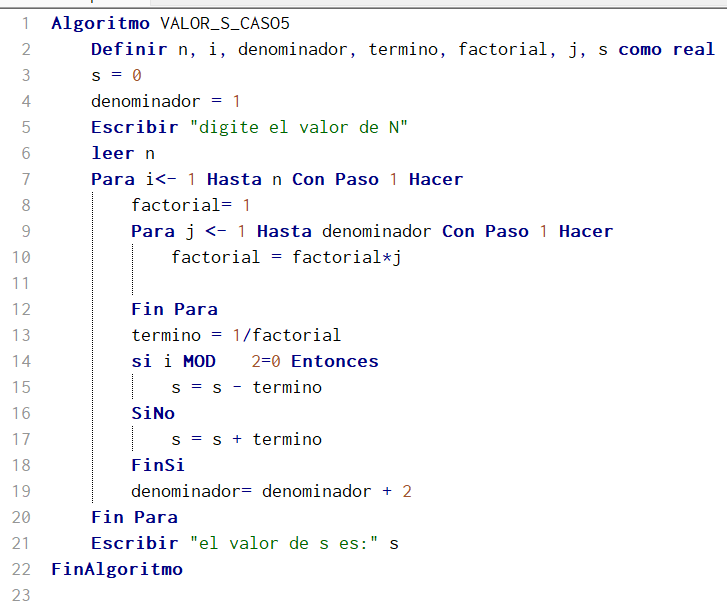 1 Algoritmo VALOR_S_CASO5
2 Definir n, i, denominador, termino, factorial, j, s como real
3 s = 0
4 denominador = 1
5 Escribir "digite el valor de N"
6 leer n
7 Para i<- 1 Hasta n Con Paso 1 Hacer
8 factorial= 1
9 Para j <- 1 Hasta denominador Con Paso 1 Hacer
10 factorial = factorial*j
11
12 Fin Para
13 termino = 1/factorial
14 si i MOD 2=0 Entonces
15 s = s - termino
16 SiNo
17 s = s + termino
18 FinSi
19 denominador= denominador + 2
20 Fin Para
21 Escribir "el valor de s es:" s
22 FinAlgoritmo
23